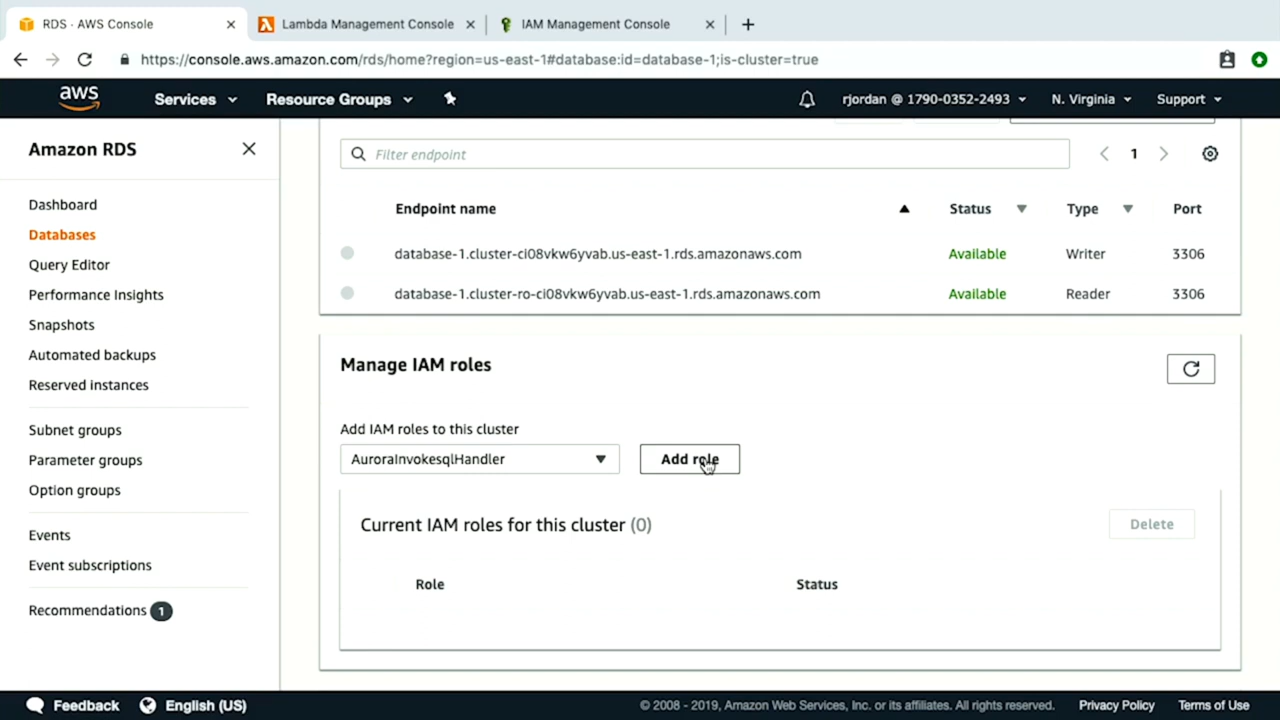 RDS · AWS Console
Lambda Management Console
IAM Management Console
https://console.aws.amazon.com/rds/home?region=us-east-1#database:id=database-1;is-cluster=true
aws
Services
Resource Groups
rjordan @ 1790-0352-2493
N. Virginia
Support
Amazon RDS
Dashboard
Databases
Query Editor
Performance Insights
Snapshots
Automated backups
Reserved instances
Subnet groups
Parameter groups
Option groups
Events
Event subscriptions
Recommendations 1
Filter endpoint
1
Endpoint name Status Type Port
database-1.cluster-ci08vkw6yvab.us-east-1.rds.amazonaws.com Available Writer 3306
database-1.cluster-ro-ci08vkw6yvab.us-east-1.rds.amazonaws.com Available Reader 3306
Manage IAM roles
Add IAM roles to this cluster
AuroraInvokesqlHandler
Add role
Current IAM roles for this cluster (0)
Delete
Role Status
Feedback
English (US)
© 2008 - 2019, Amazon Web Services, Inc. or its affiliates. All rights reserved.
Privacy Policy
Terms of Use